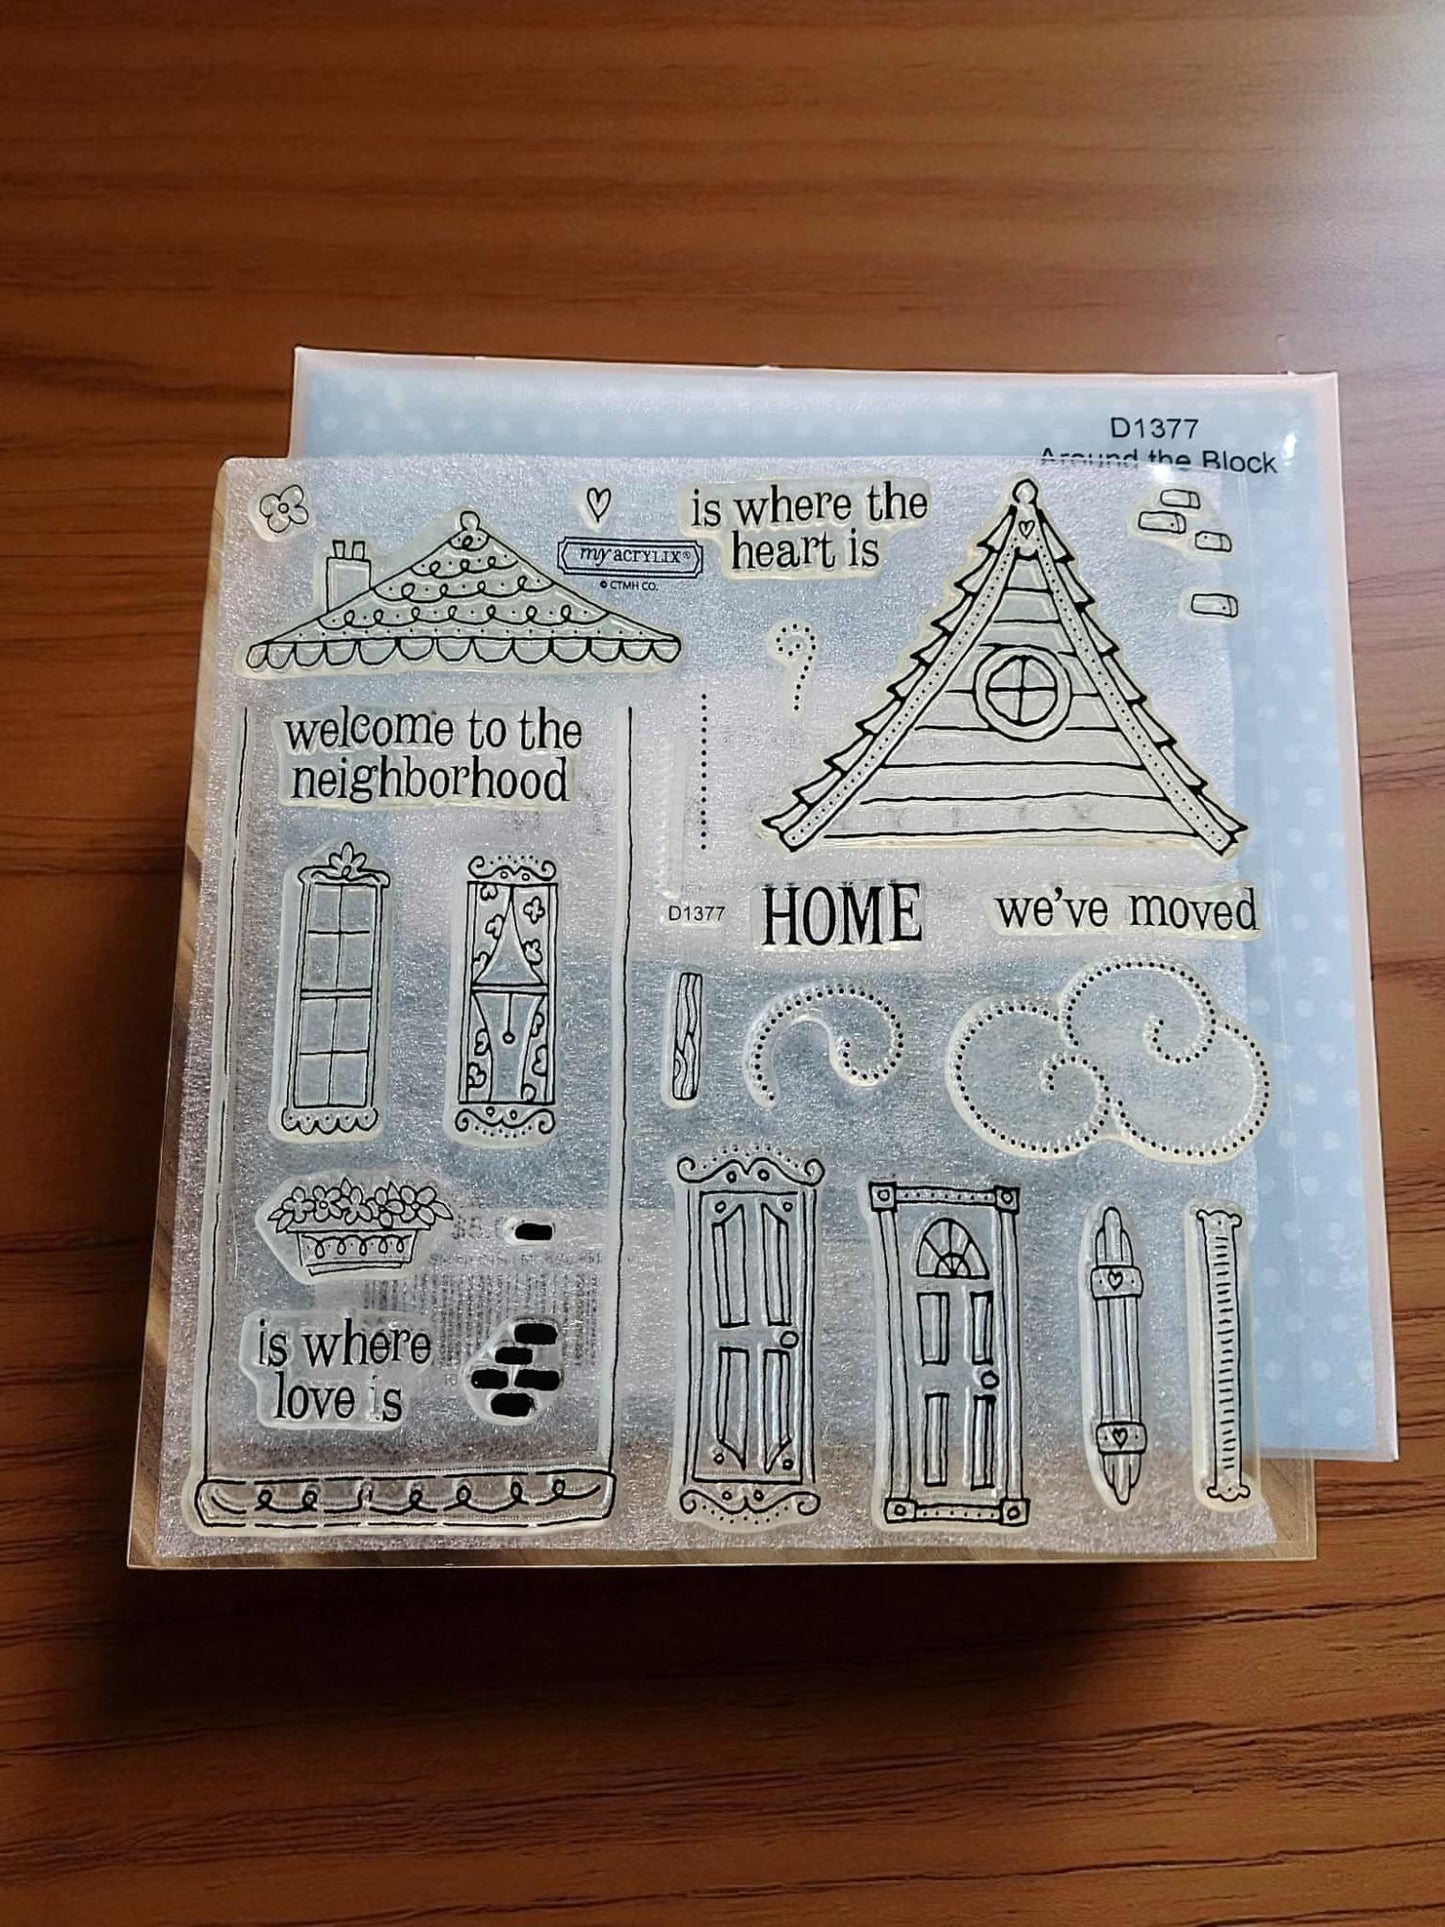 D1377
Around the Block
is where the
heart is
my ACRYLIX®
© CTMH CO.
welcome to the
neighborhood
D1377
HOME
we've moved
is where
love is